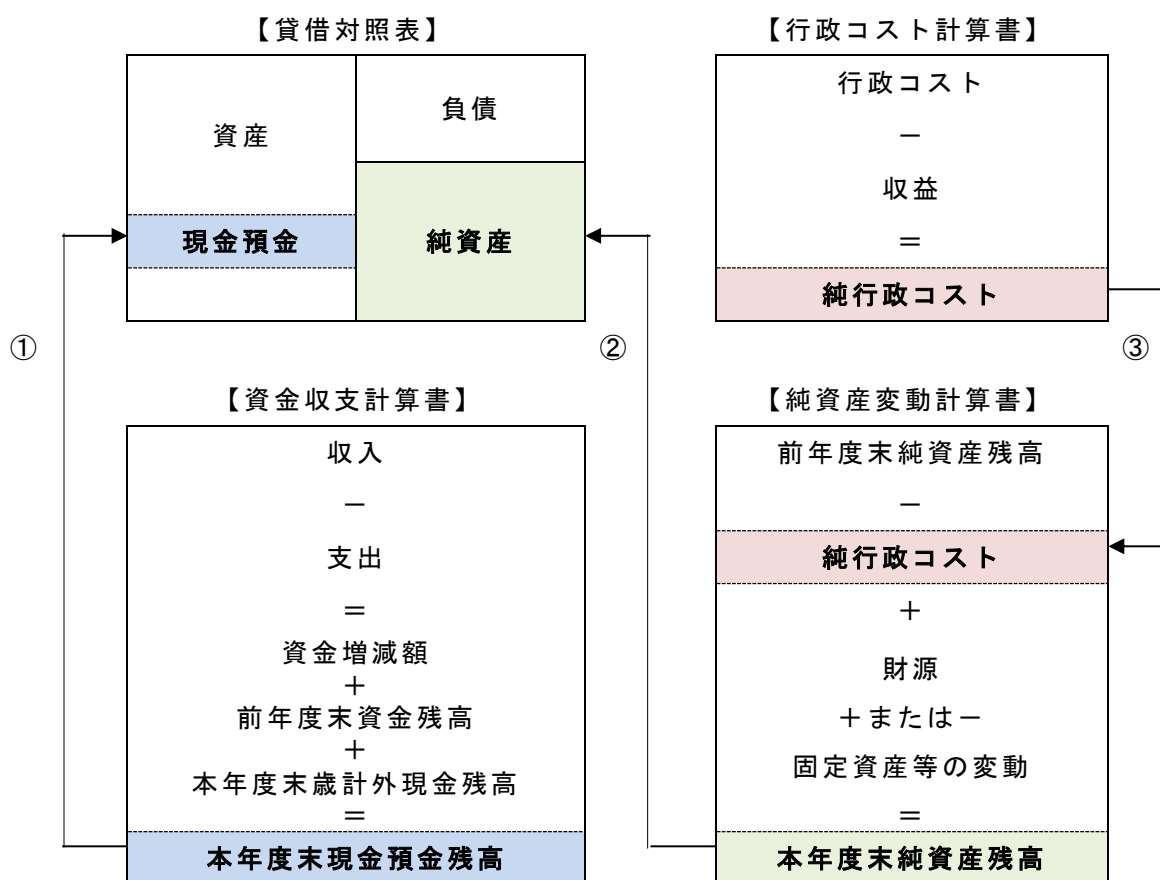 【貸借対照表】
資産
現金預金
負債
純資産
【行政コスト計算書】
行政コスト
－
収益
＝
純行政コスト
①
②
③
【資金収支計算書】
収入
－
支出
＝
資金増減額
＋
前年度末資金残高
＋
本年度末歳計外現金残高
＝
本年度末現金預金残高
【純資産変動計算書】
前年度末純資産残高
－
純行政コスト
＋
財源
＋または－
固定資産等の変動
＝
本年度末純資産残高